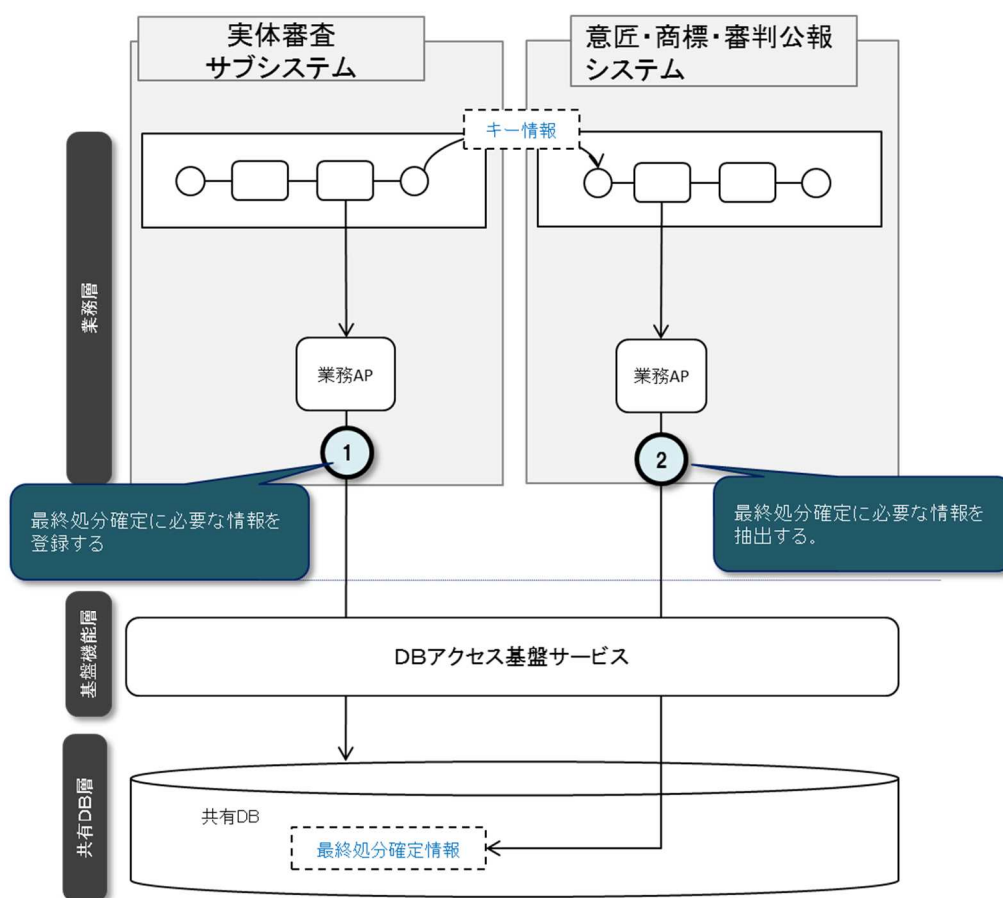 実体審査
サブシステム
意匠・商標・審判公報
システム
キー情報
業務層
業務AP
業務AP
1
2
最終処分確定に必要な情報を
登録する
最終処分確定に必要な情報を
抽出する。
基盤機能層
DBアクセス基盤サービス
共有DB層
共有DB
最終処分確定情報